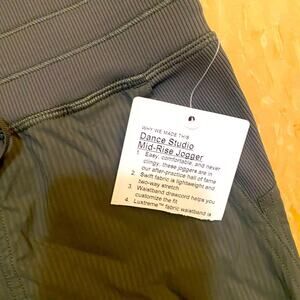 WHY WE MADE THIS
Dance Studio
Mid-Rise Jogger
1. Easy, comfortable, and never
clingy, these joggers are in
our after-practice hall of fame
2. Swift fabric is lightweight and
two-way stretch
3. Waistband drawcord helps you
customize the fit
4. Luxtreme™ fabric waistband is